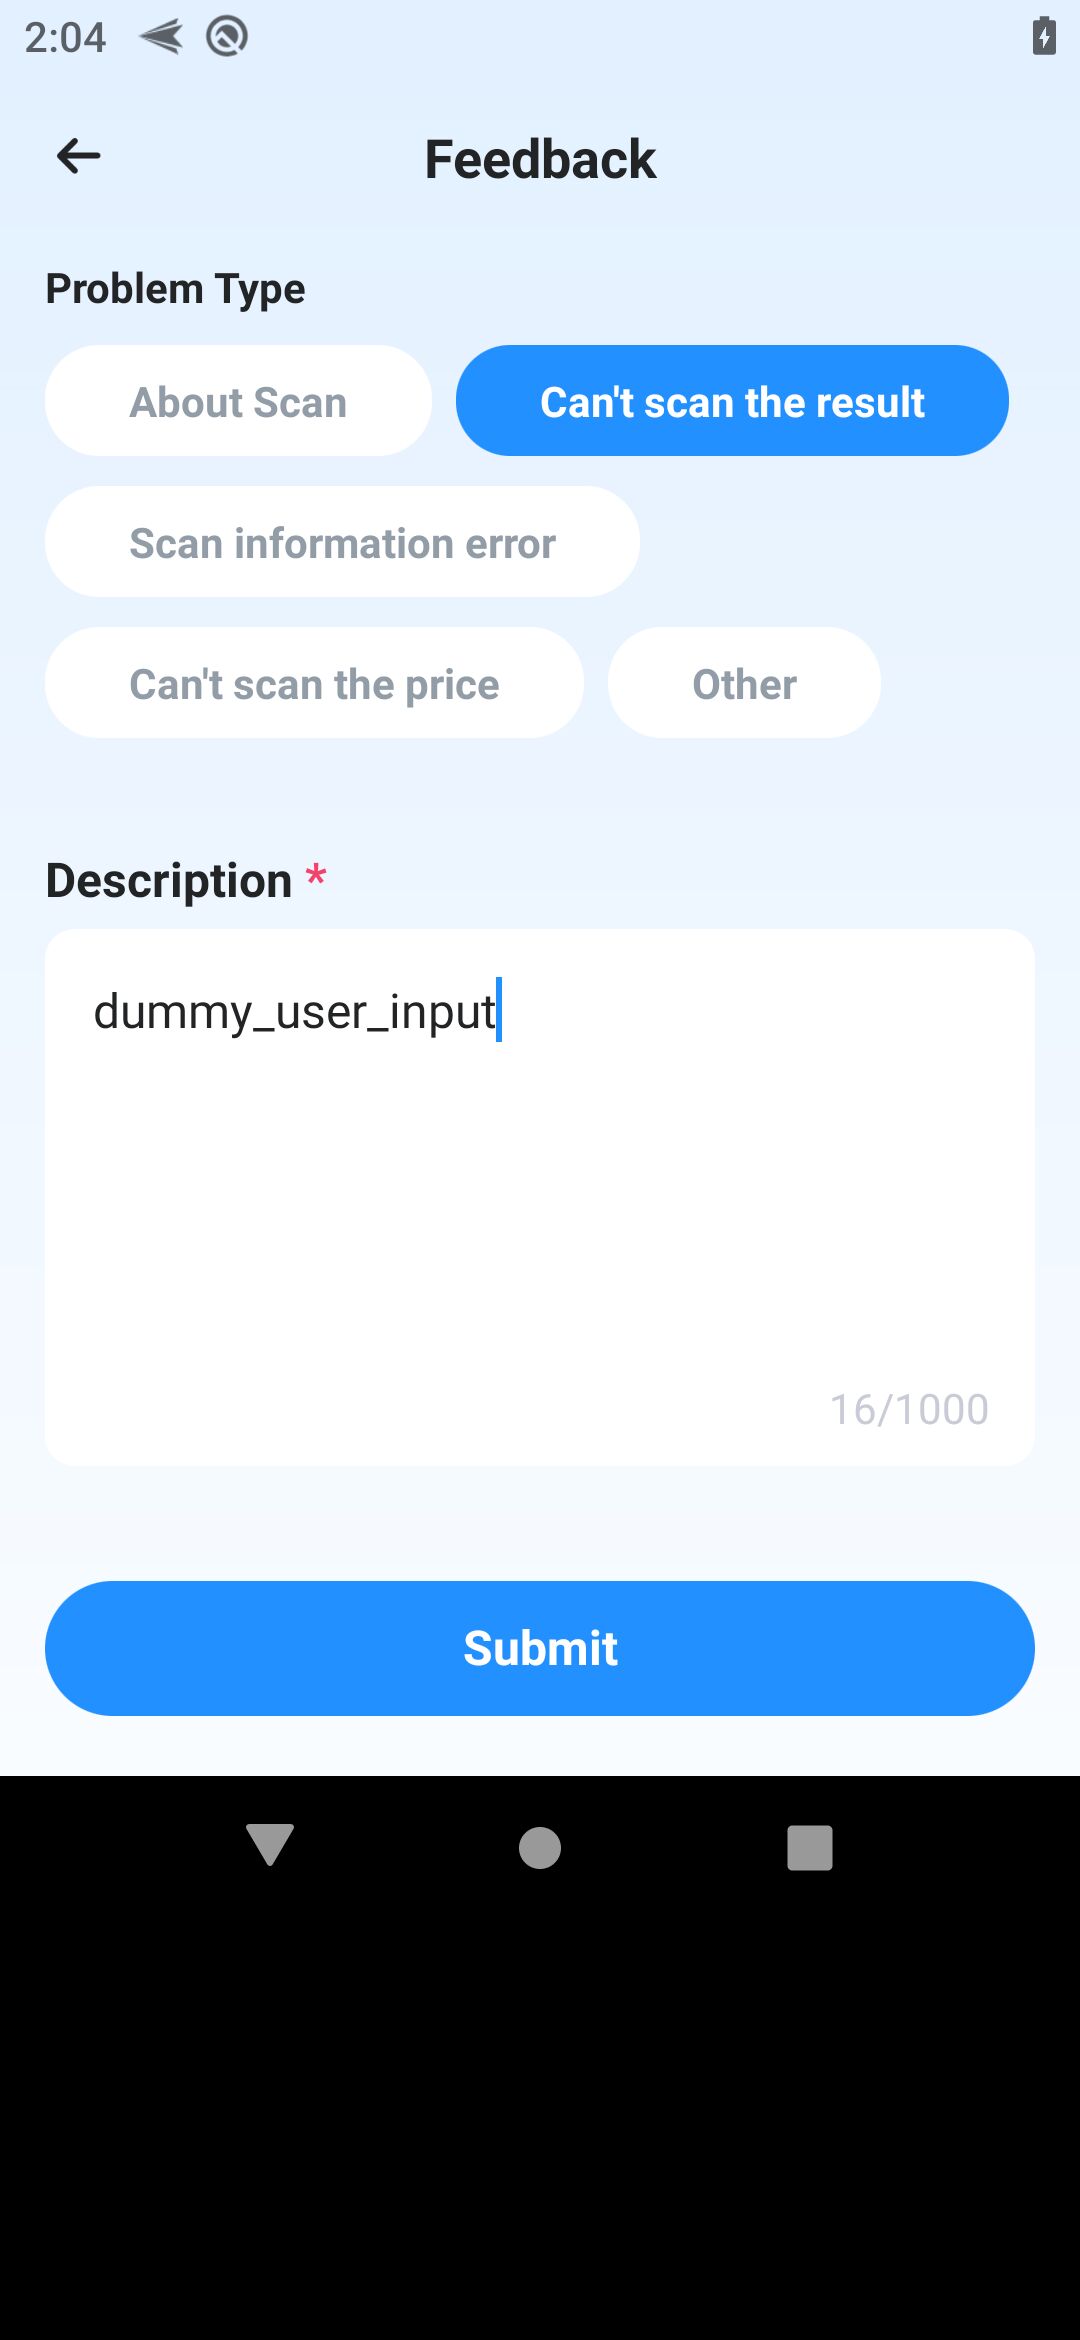 2:04
Feedback
Problem Type
About Scan
Can't scan the result
Scan information error
Can't scan the price
Other
Description *
dummy_user_input
16/1000
Submit